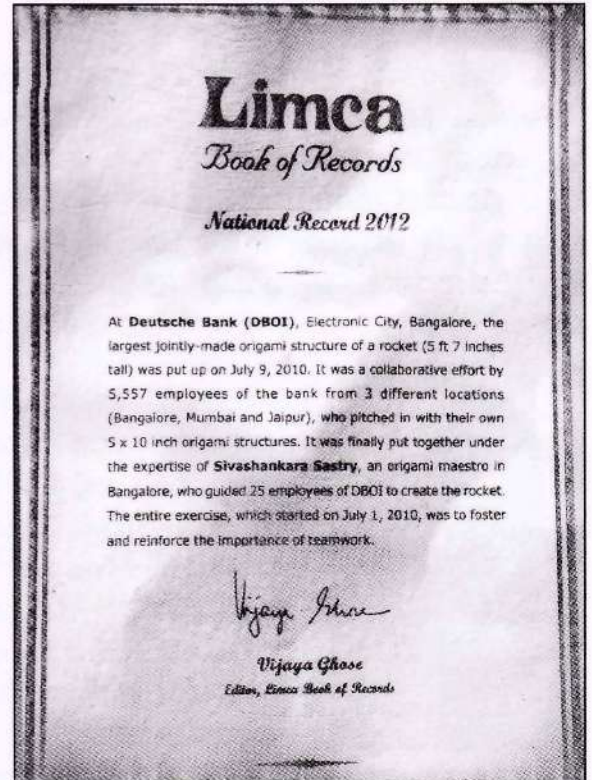 Limca
Book of Records
National Record 2012
At Deutsche Bank (DBOI), Electronic City, Bangalore, the
largest jointly-made origami structure of a rocket (5 ft 7 inches
tall) was put up on July 9, 2010. It was a collaborative effort by
5,557 employees of the bank from 3 different locations
(Bangalore, Mumbai and Jaipur), who pitched in with their own
5 x 10 inch origami structures. It was finally put together under
the expertise of Sivashankara Sastry, an origami maestro in
Bangalore, who guided 25 employees of DBOI to create the rocket.
The entire exercise, which started on July 1, 2010, was to foster
and reinforce the importance of teamwork.
Vijaya Ghose
Vijaya Ghose
Editor, Limca Book of Records